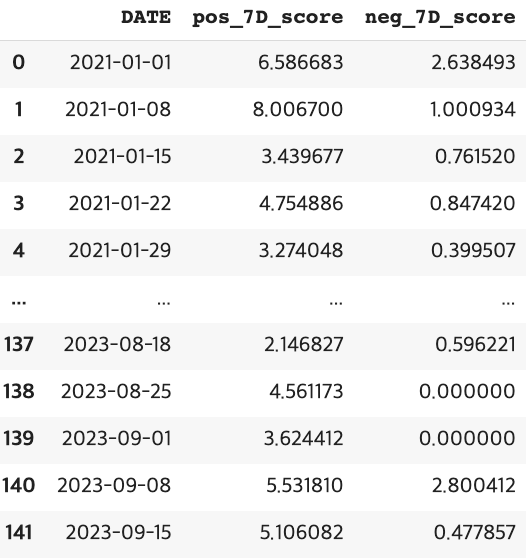 DATE pos_7D_score neg_7D_score
0 2021-01-01 6.586683 2.638493
1 2021-01-08 8.006700 1.000934
2 2021-01-15 3.439677 0.761520
3 2021-01-22 4.754886 0.847420
4 2021-01-29 3.274048 0.399507
... ... ... ...
137 2023-08-18 2.146827 0.596221
138 2023-08-25 4.561173 0.000000
139 2023-09-01 3.624412 0.000000
140 2023-09-08 5.531810 2.800412
141 2023-09-15 5.106082 0.477857